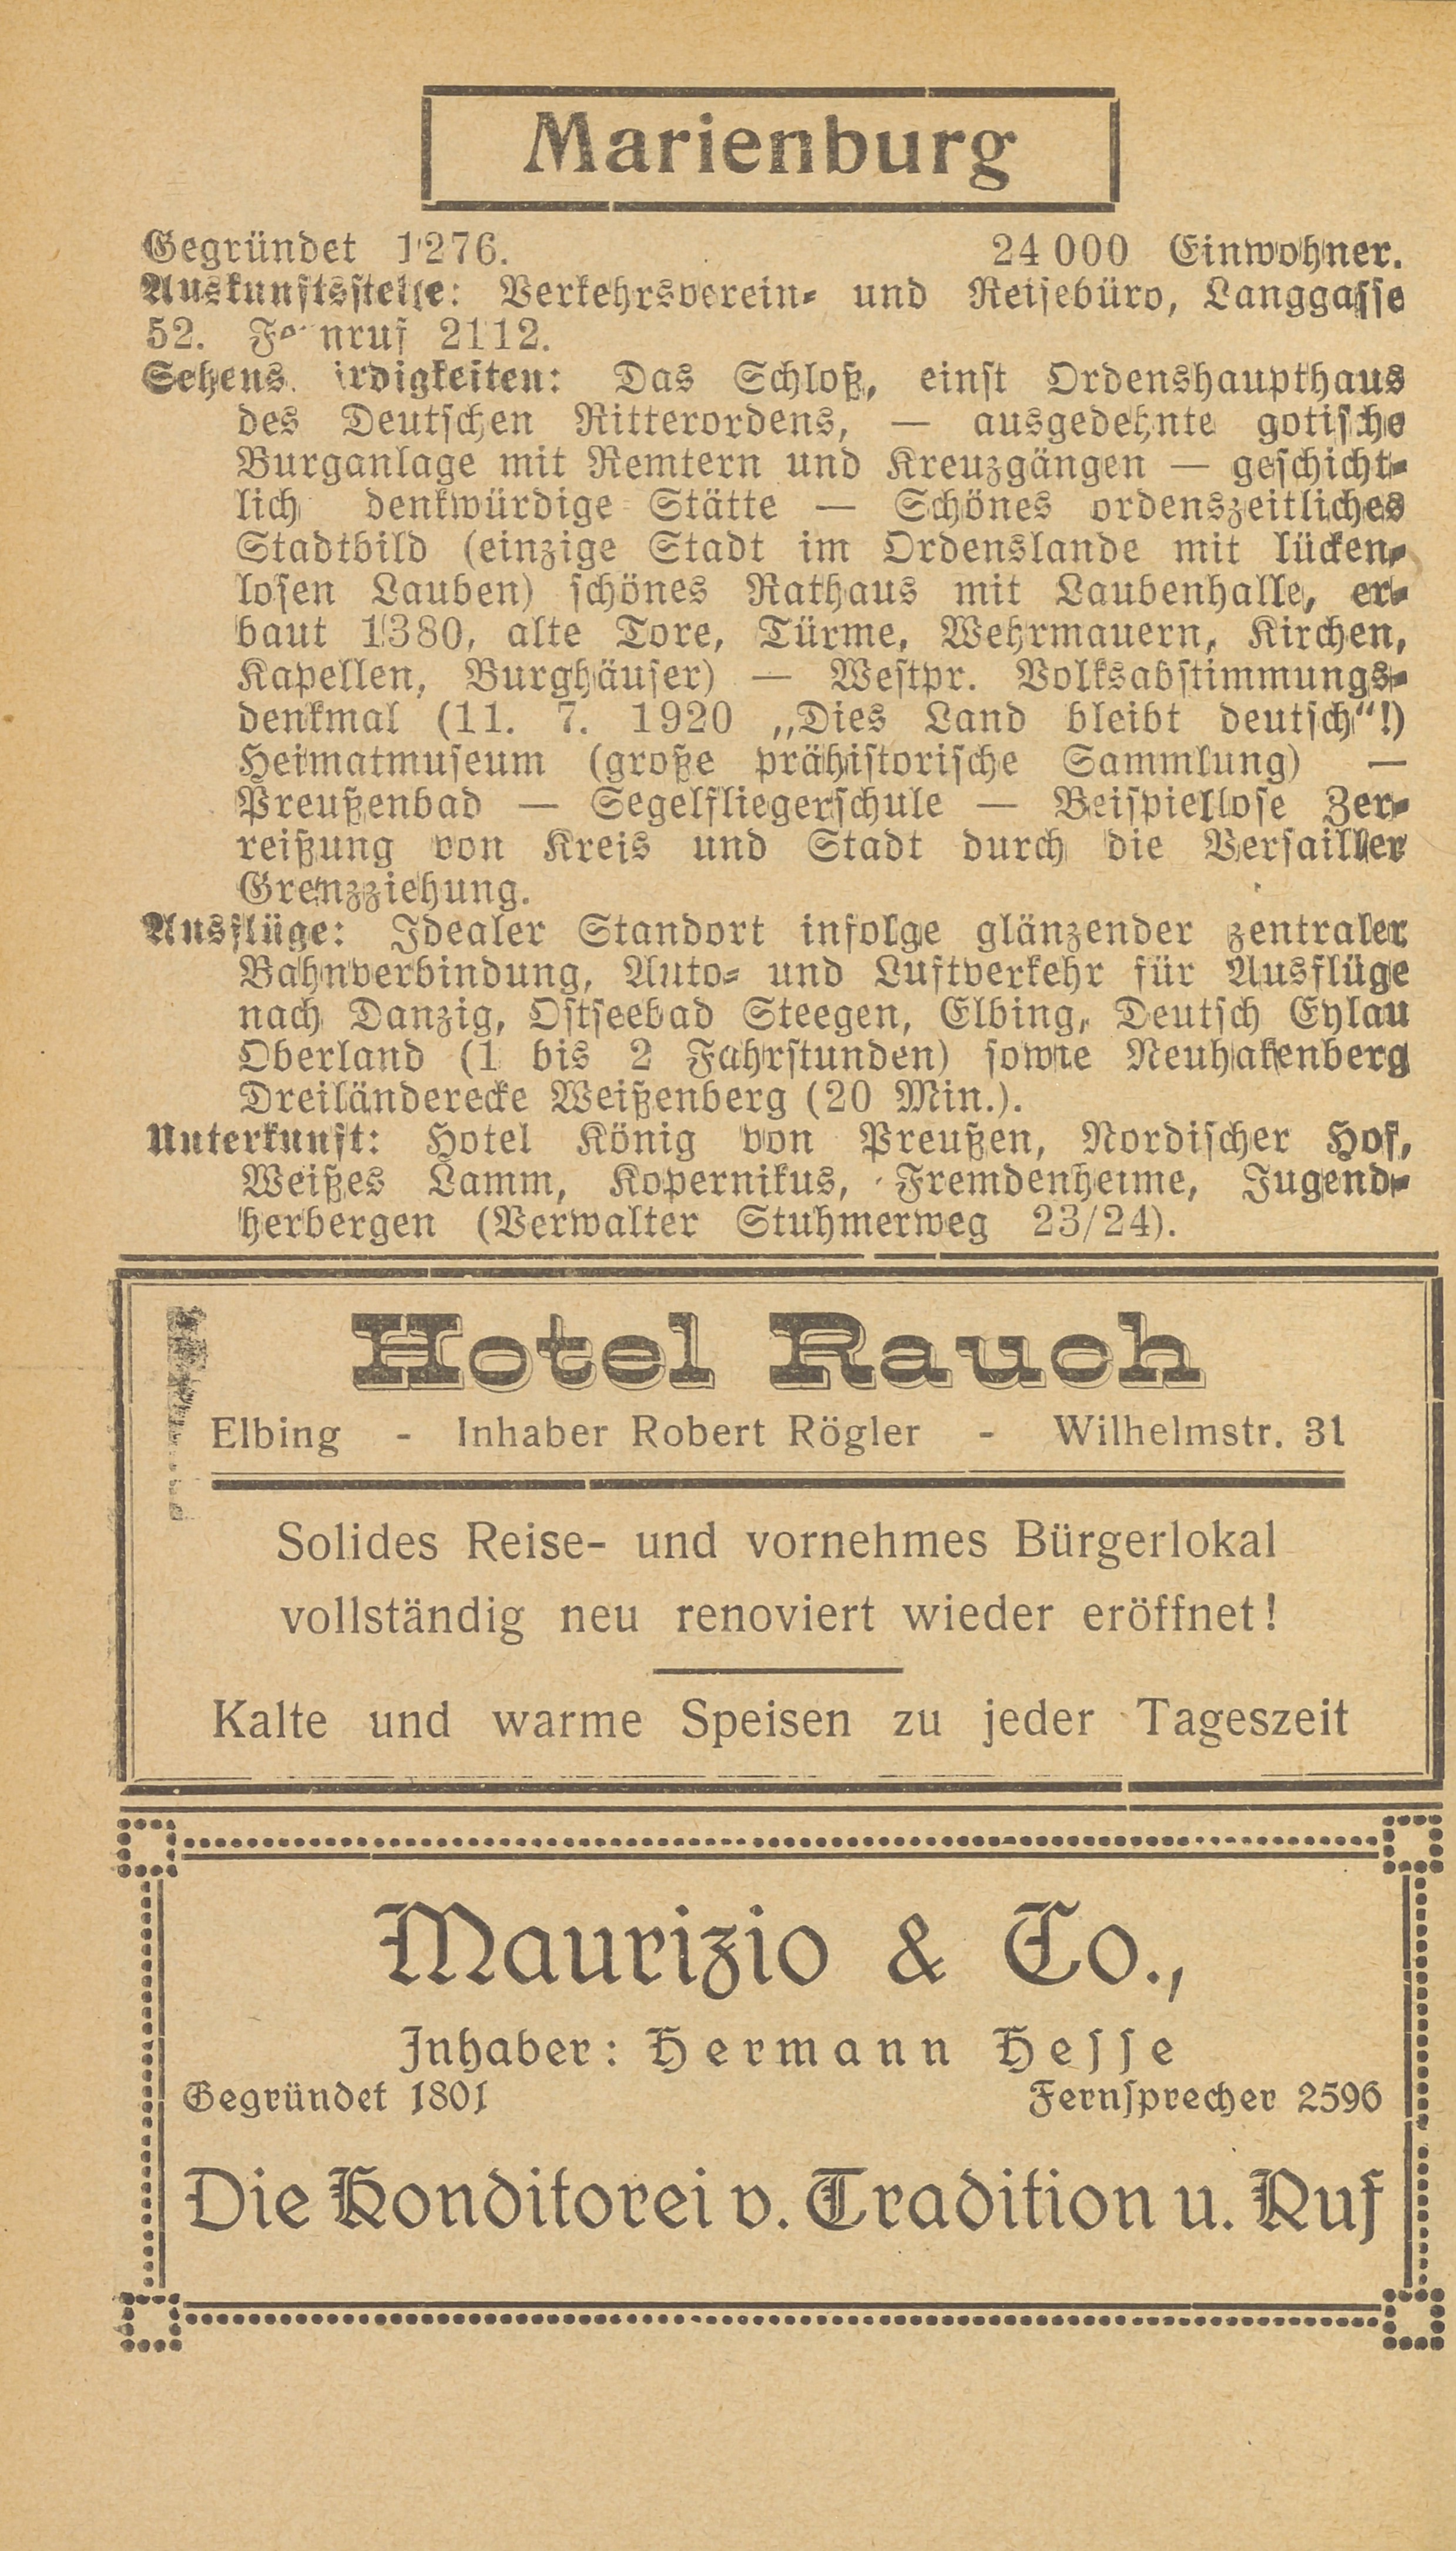 Marienburg
Gegründet 1276. 24 000 Einwohner.
Auskunftsstelle: Verkehrsverein- und Reisebüro, Langgasse
52. Fernruf 2112.
Sehenswürdigkeiten: Das Schloß, einst Ordenshaupthaus
des Deutschen Ritterordens, — ausgedehnte gotische
Burganlage mit Remtern und Kreuzgängen — geschicht-
lich denkwürdige Stätte — Schönes ordenszeitliches
Stadtbild (einzige Stadt im Ordenslande mit lücken-
losen Lauben) schönes Rathaus mit Laubenhalle, er-
baut 1380, alte Tore, Türme, Wehrmauern, Kirchen,
Kapellen, Burghäuser) — Westpr. Volksabstimmungs-
denkmal (11. 7. 1920 „Dies Land bleibt deutsch“!)
Heimatmuseum (große prähistorische Sammlung) —
Preußenbad — Segelfliegerschule — Beispiellose Zer-
reißung von Kreis und Stadt durch die Versailler
Grenzziehung.
Ausflüge: Idealer Standort infolge glänzender zentraler
Bahnverbindung, Auto- und Luftverkehr für Ausflüge
nach Danzig, Ostseebad Steegen, Elbing, Deutsch Eylau
Oberland (1 bis 2 Fahrstunden) sowie Neuhakenberg
Dreiländerecke Weißenberg (20 Min.).
Unterkunft: Hotel König von Preußen, Nordischer Hof,
Weißes Lamm, Kopernikus, Fremdenheime, Jugend-
herbergen (Verwalter Stuhmerweg 23/24).
Hotel Rauch
Elbing - Inhaber Robert Rögler - Wilhelmstr. 31
Solides Reise- und vornehmes Bürgerlokal
vollständig neu renoviert wieder eröffnet!
Kalte und warme Speisen zu jeder Tageszeit
Maurizio & Co.,
Inhaber: Hermann Hesse
Gegründet 1801 Fernsprecher 2596
Die Konditorei v. Tradition u. Ruf